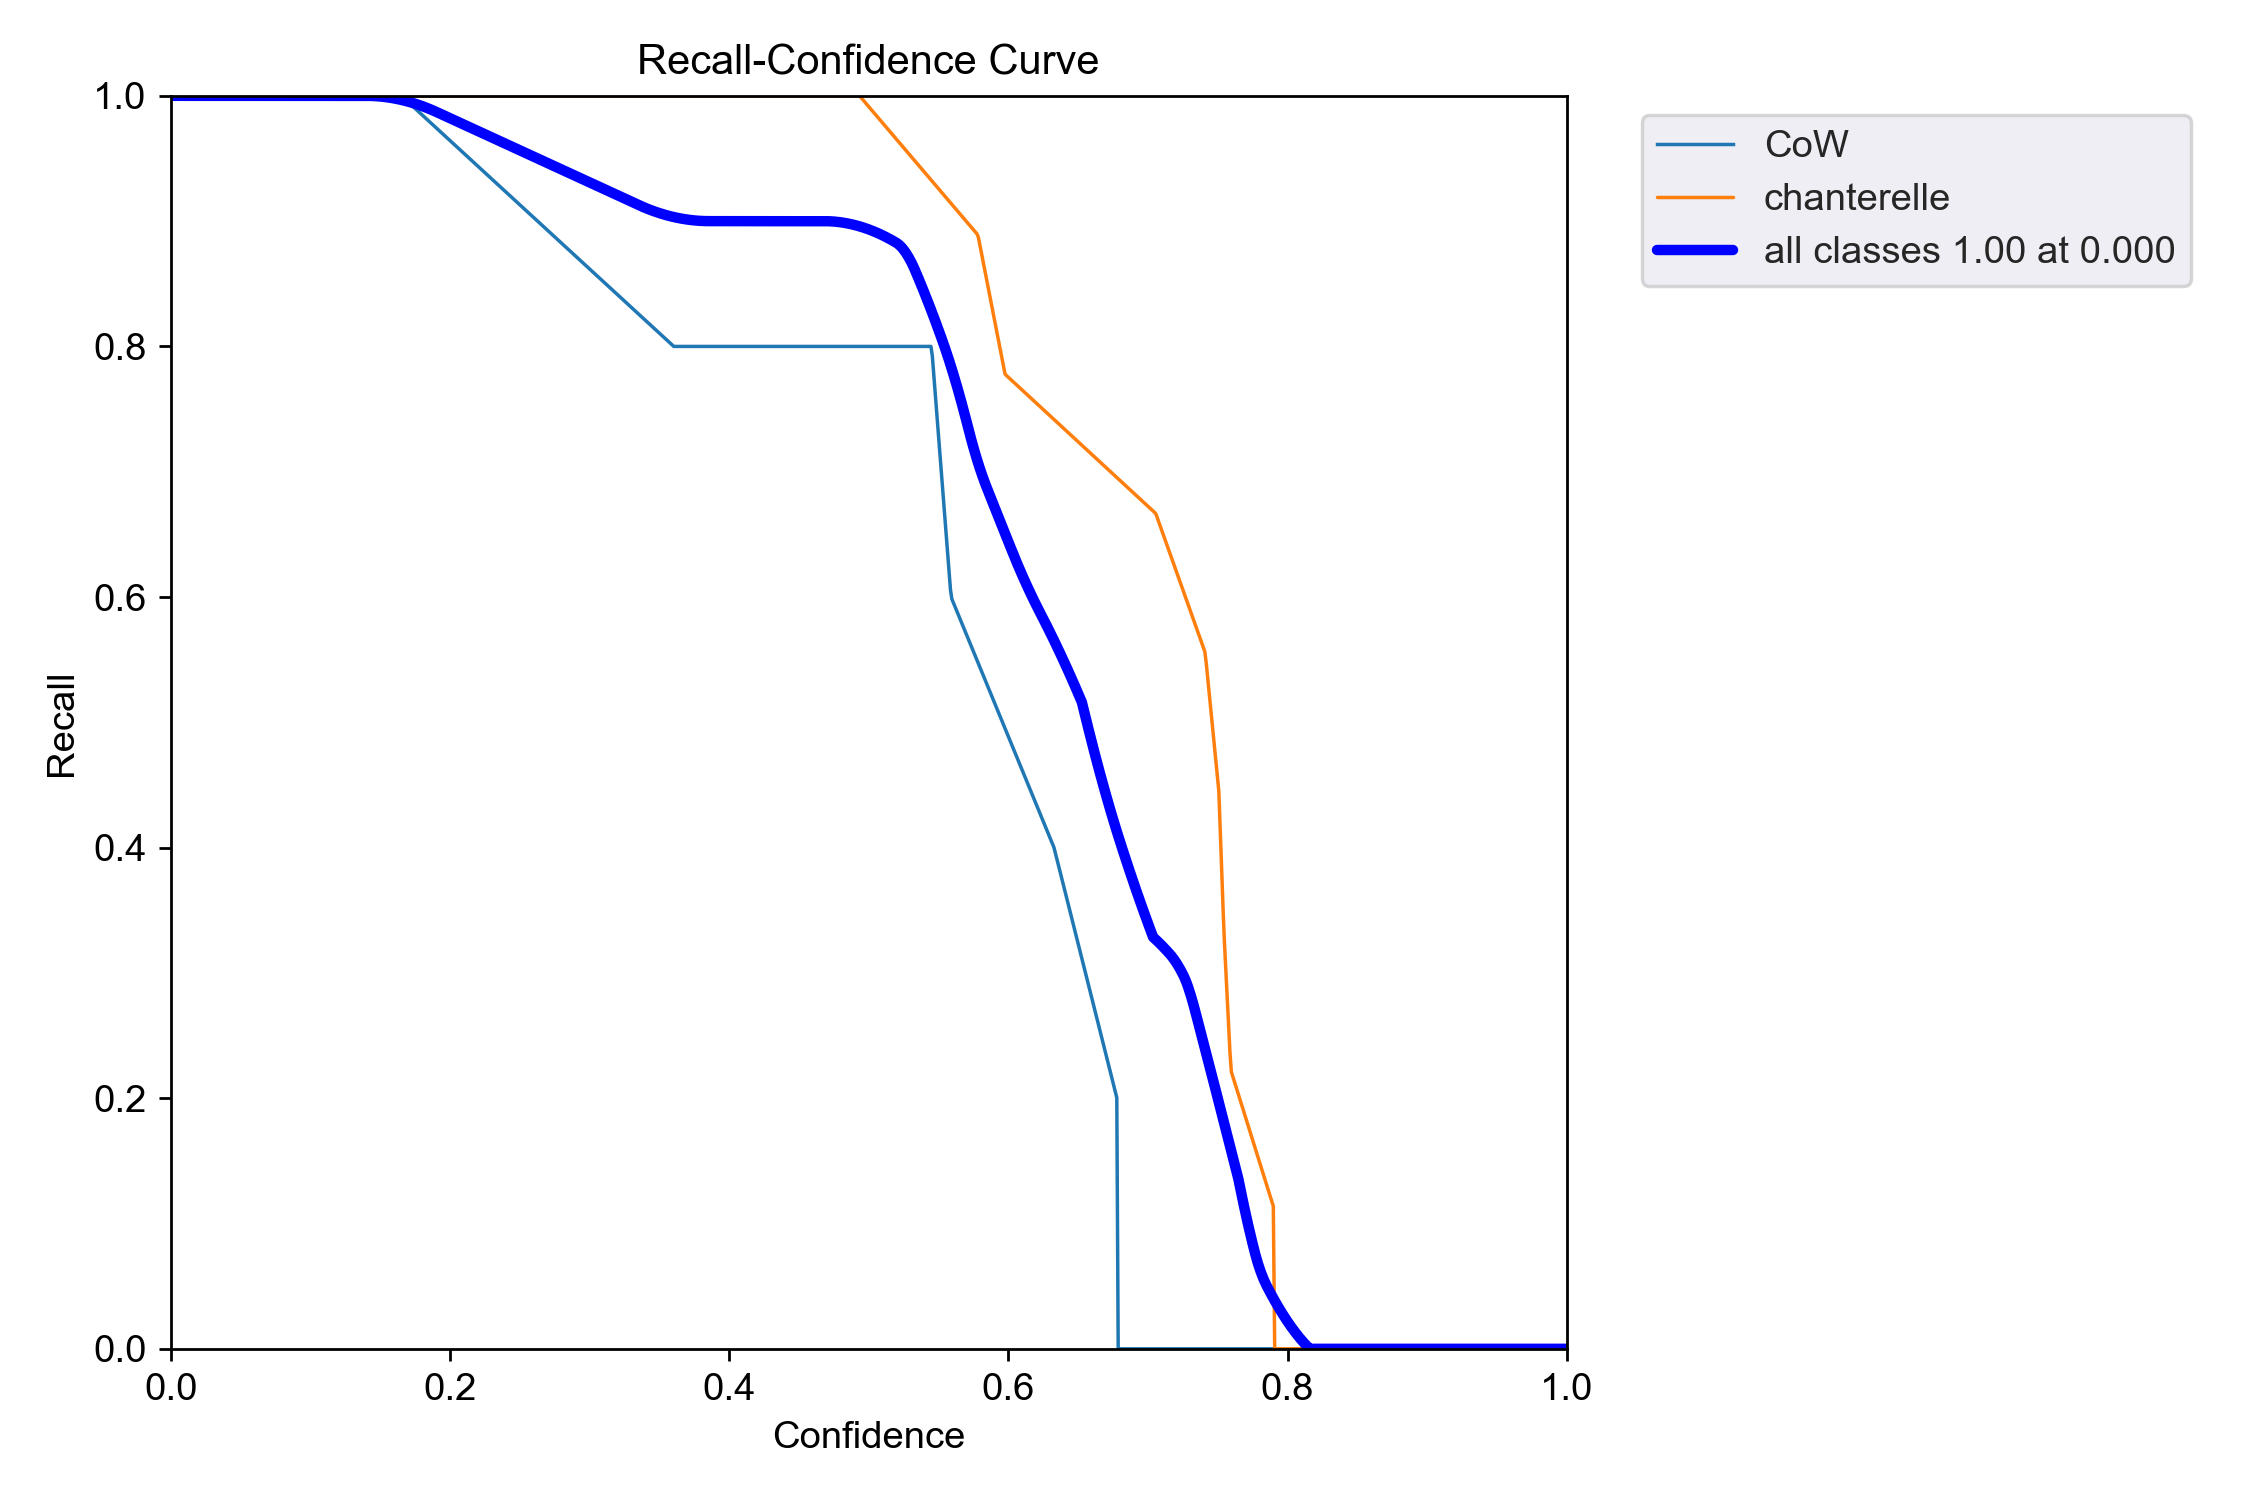 Recall-Confidence Curve
1.0
0.8
0.6
0.4
0.2
0.0
Recall
0.0 0.2 0.4 0.6 0.8 1.0
Confidence
CoW
chanterelle
all classes 1.00 at 0.000